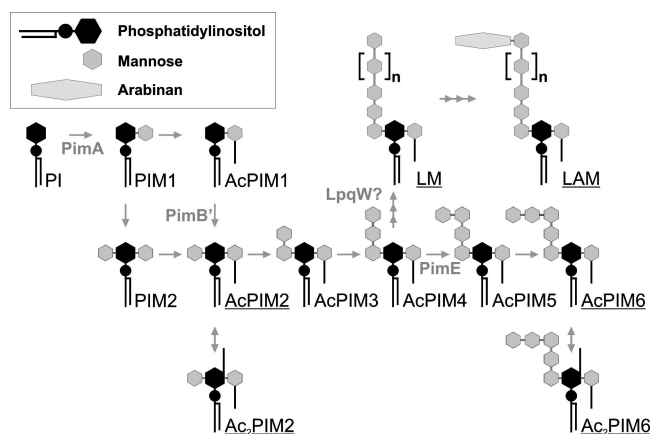 Phosphatidylinositol
Mannose
Arabinan
n
n
PimA
PI
PIM1
AcPIM1
LM
LAM
LpqW?
PimB'
PimE
PIM2
AcPIM2
AcPIM3
AcPIM4
AcPIM5
AcPIM6
Ac₂PIM2
Ac₂PIM6